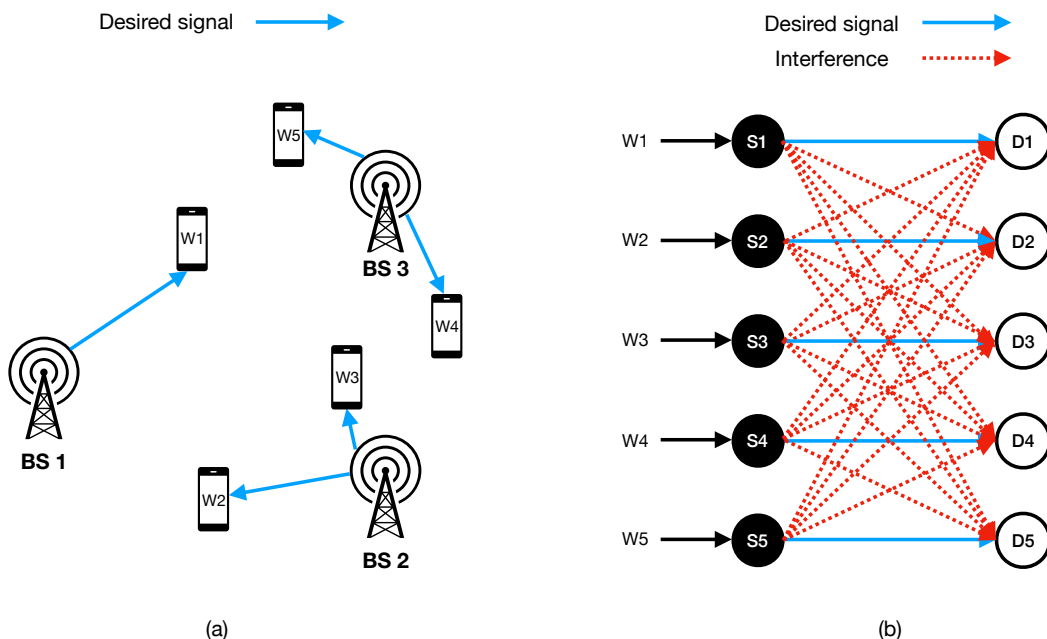 Desired signal
W5
W1
BS 3
W4
W3
BS 1
W2
BS 2
(a)
Desired signal
Interference
W1 S1 D1
W2 S2 D2
W3 S3 D3
W4 S4 D4
W5 S5 D5
(b)